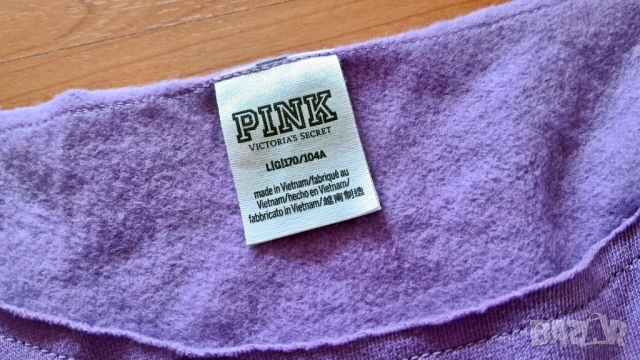 PINK
VICTORIA'S SECRET
L|G|170/104A
made in Vietnam/fabriqué au
Vietnam/hecho en Vietnam/
fabbricato in Vietnam/越南制造
BAZAR